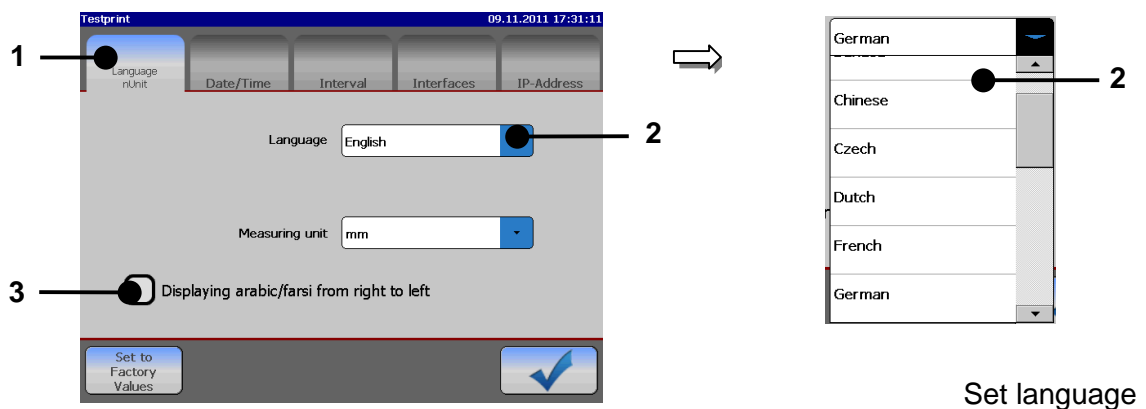 Testprint 09.11.2011 17:31:11
1
Language
nUnit
Date/Time Interval Interfaces IP-Address
Language English 2
Measuring unit mm
3 Displaying arabic/farsi from right to left
Set to
Factory
Values
German
2
Chinese
Czech
Dutch
French
German
Set language